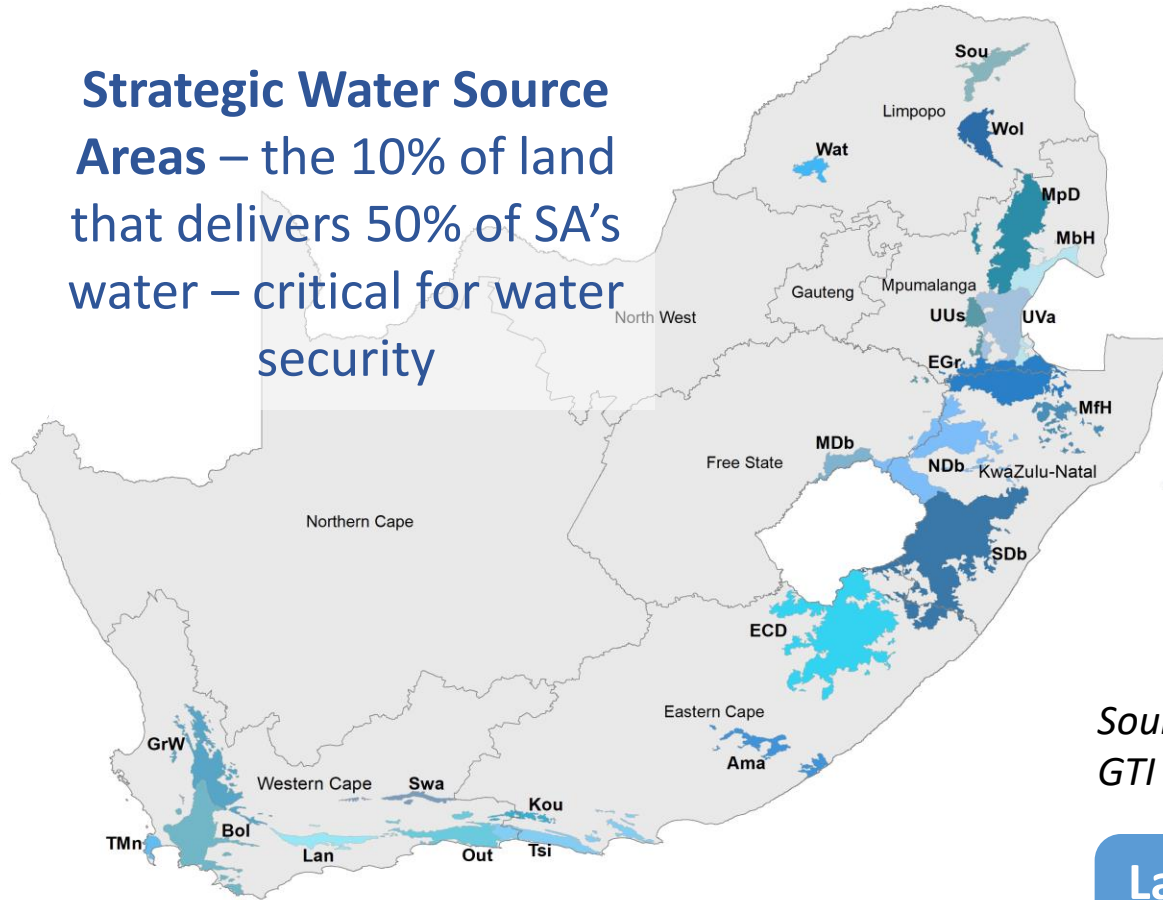 Strategic Water Source
Areas – the 10% of land
that delivers 50% of SA's
water – critical for water
security
Sou
Limpopo
Wol
Wat
MpD
MbH
Gauteng
Mpumalanga
North West
UUs
UVa
EGr
MfH
MDb
Free State
NDb
KwaZulu-Natal
Northern Cape
SDb
ECD
Eastern Cape
Ama
GrW
Western Cape
Swa
Kou
TMn
Bol
Lan
Out
Tsi
GTI